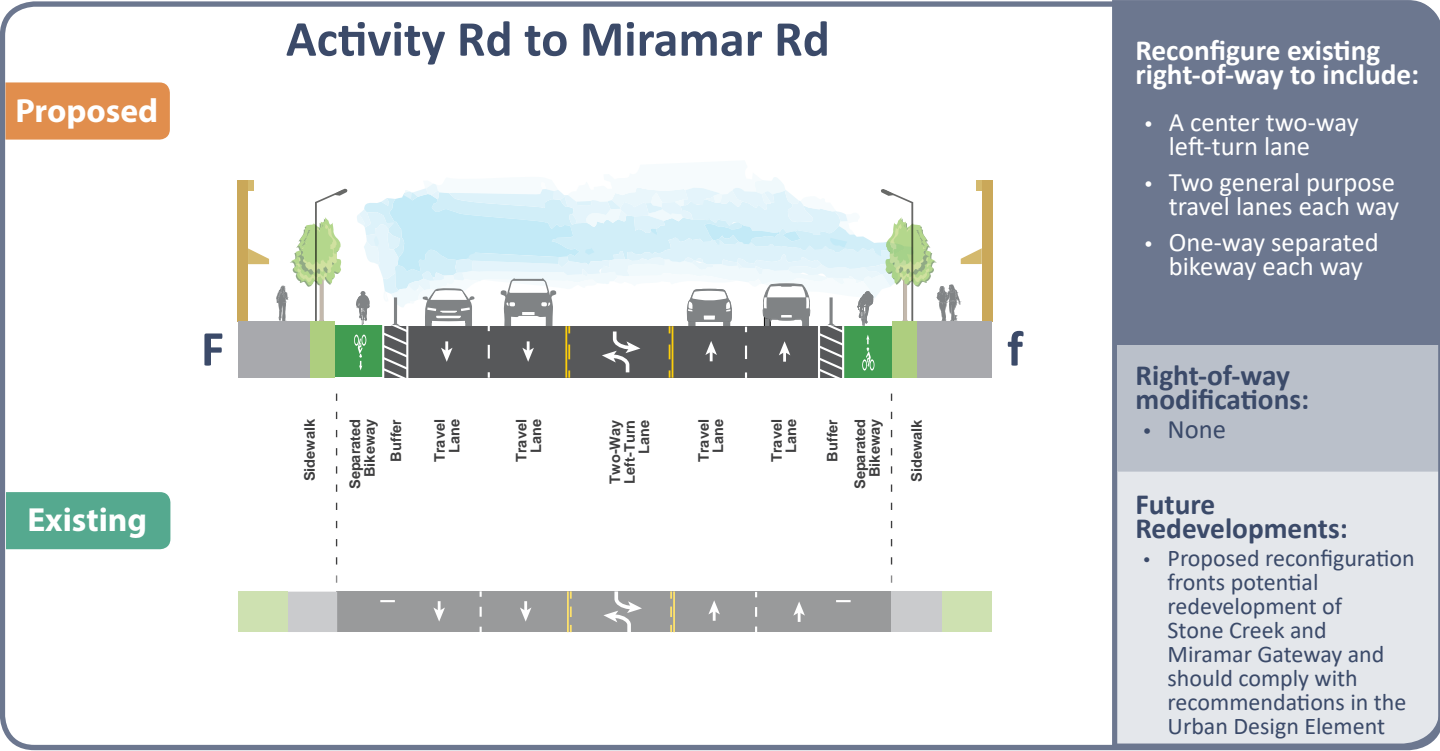 Activity Rd to Miramar Rd
Proposed
F
f
Sidewalk
Separated
Bikeway
Buffer
Travel
Lane
Travel
Lane
Two-Way
Left-Turn
Lane
Travel
Lane
Travel
Lane
Buffer
Separated
Bikeway
Sidewalk
Existing
Reconfigure existing
right-of-way to include:
• A center two-way
left-turn lane
• Two general purpose
travel lanes each way
• One-way separated
bikeway each way
Right-of-way
modifications:
• None
Future
Redevelopments:
• Proposed reconfiguration
fronts potential
redevelopment of
Stone Creek and
Miramar Gateway and
should comply with
recommendations in the
Urban Design Element